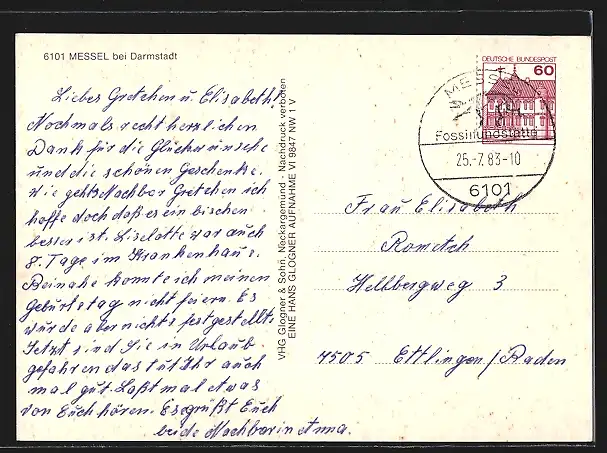 6101 MESSEL bei Darmstadt
Liebes Gretchen u. Elisabeth!
Nochmals recht herzlichen
Dank für die Glückwünsche
und die schönen Geschenke.
Wie gehts Nachbar Gretchen ich
hoffe doch daß es ein bischen
besser ist. Liselotte war auch
8. Tage im Krankenhaus.
Beinahe konnte ich meinen
Geburtstag nicht feiern. Es
wurde aber nichts festgestellt.
Jetzt sind Sie in Urlaub
gefahren das tut Ihr auch
mal gut. Laßt mal etwas
von Euch hören. Es grüßt Euch
beide Nachbarin Anna.
VHG Glogner & Sohn, Neckargemünd - Nachdruck verboten
EINE HANS GLOGNER AUFNAHME VI 9847 NW 1 V
DEUTSCHE BUNDESPOST
60
MESSEL
Fossilfundstätte
25.-7.83-10
6101
Frau Elisabeth
Rometsch
Hellbergweg 3
7505 Ettlingen/Baden